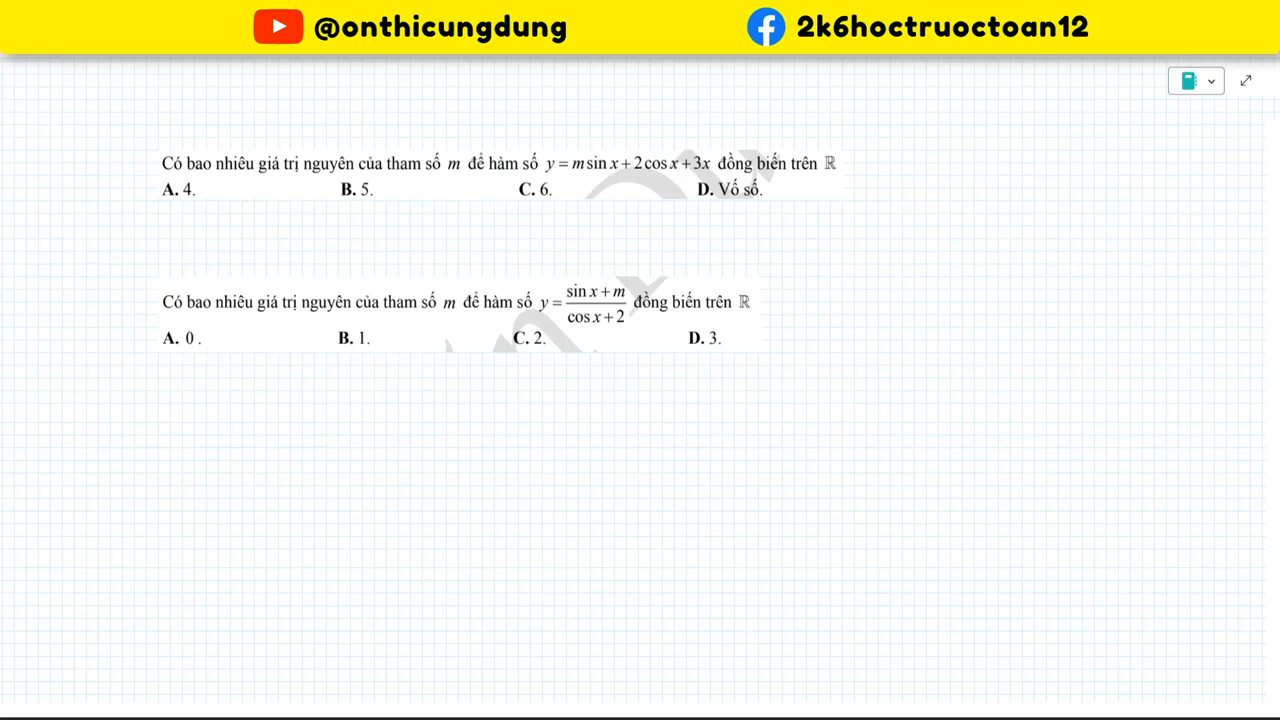 @onthicungdung
2k6hoctruoctoan12
Có bao nhiêu giá trị nguyên của tham số m để hàm số y = m sin x + 2 cos x + 3x đồng biến trên ℝ
A. 4. B. 5. C. 6. D. Vố số.
Có bao nhiêu giá trị nguyên của tham số m để hàm số y = (sin x + m)/(cos x + 2) đồng biến trên ℝ
A. 0 . B. 1. C. 2. D. 3.